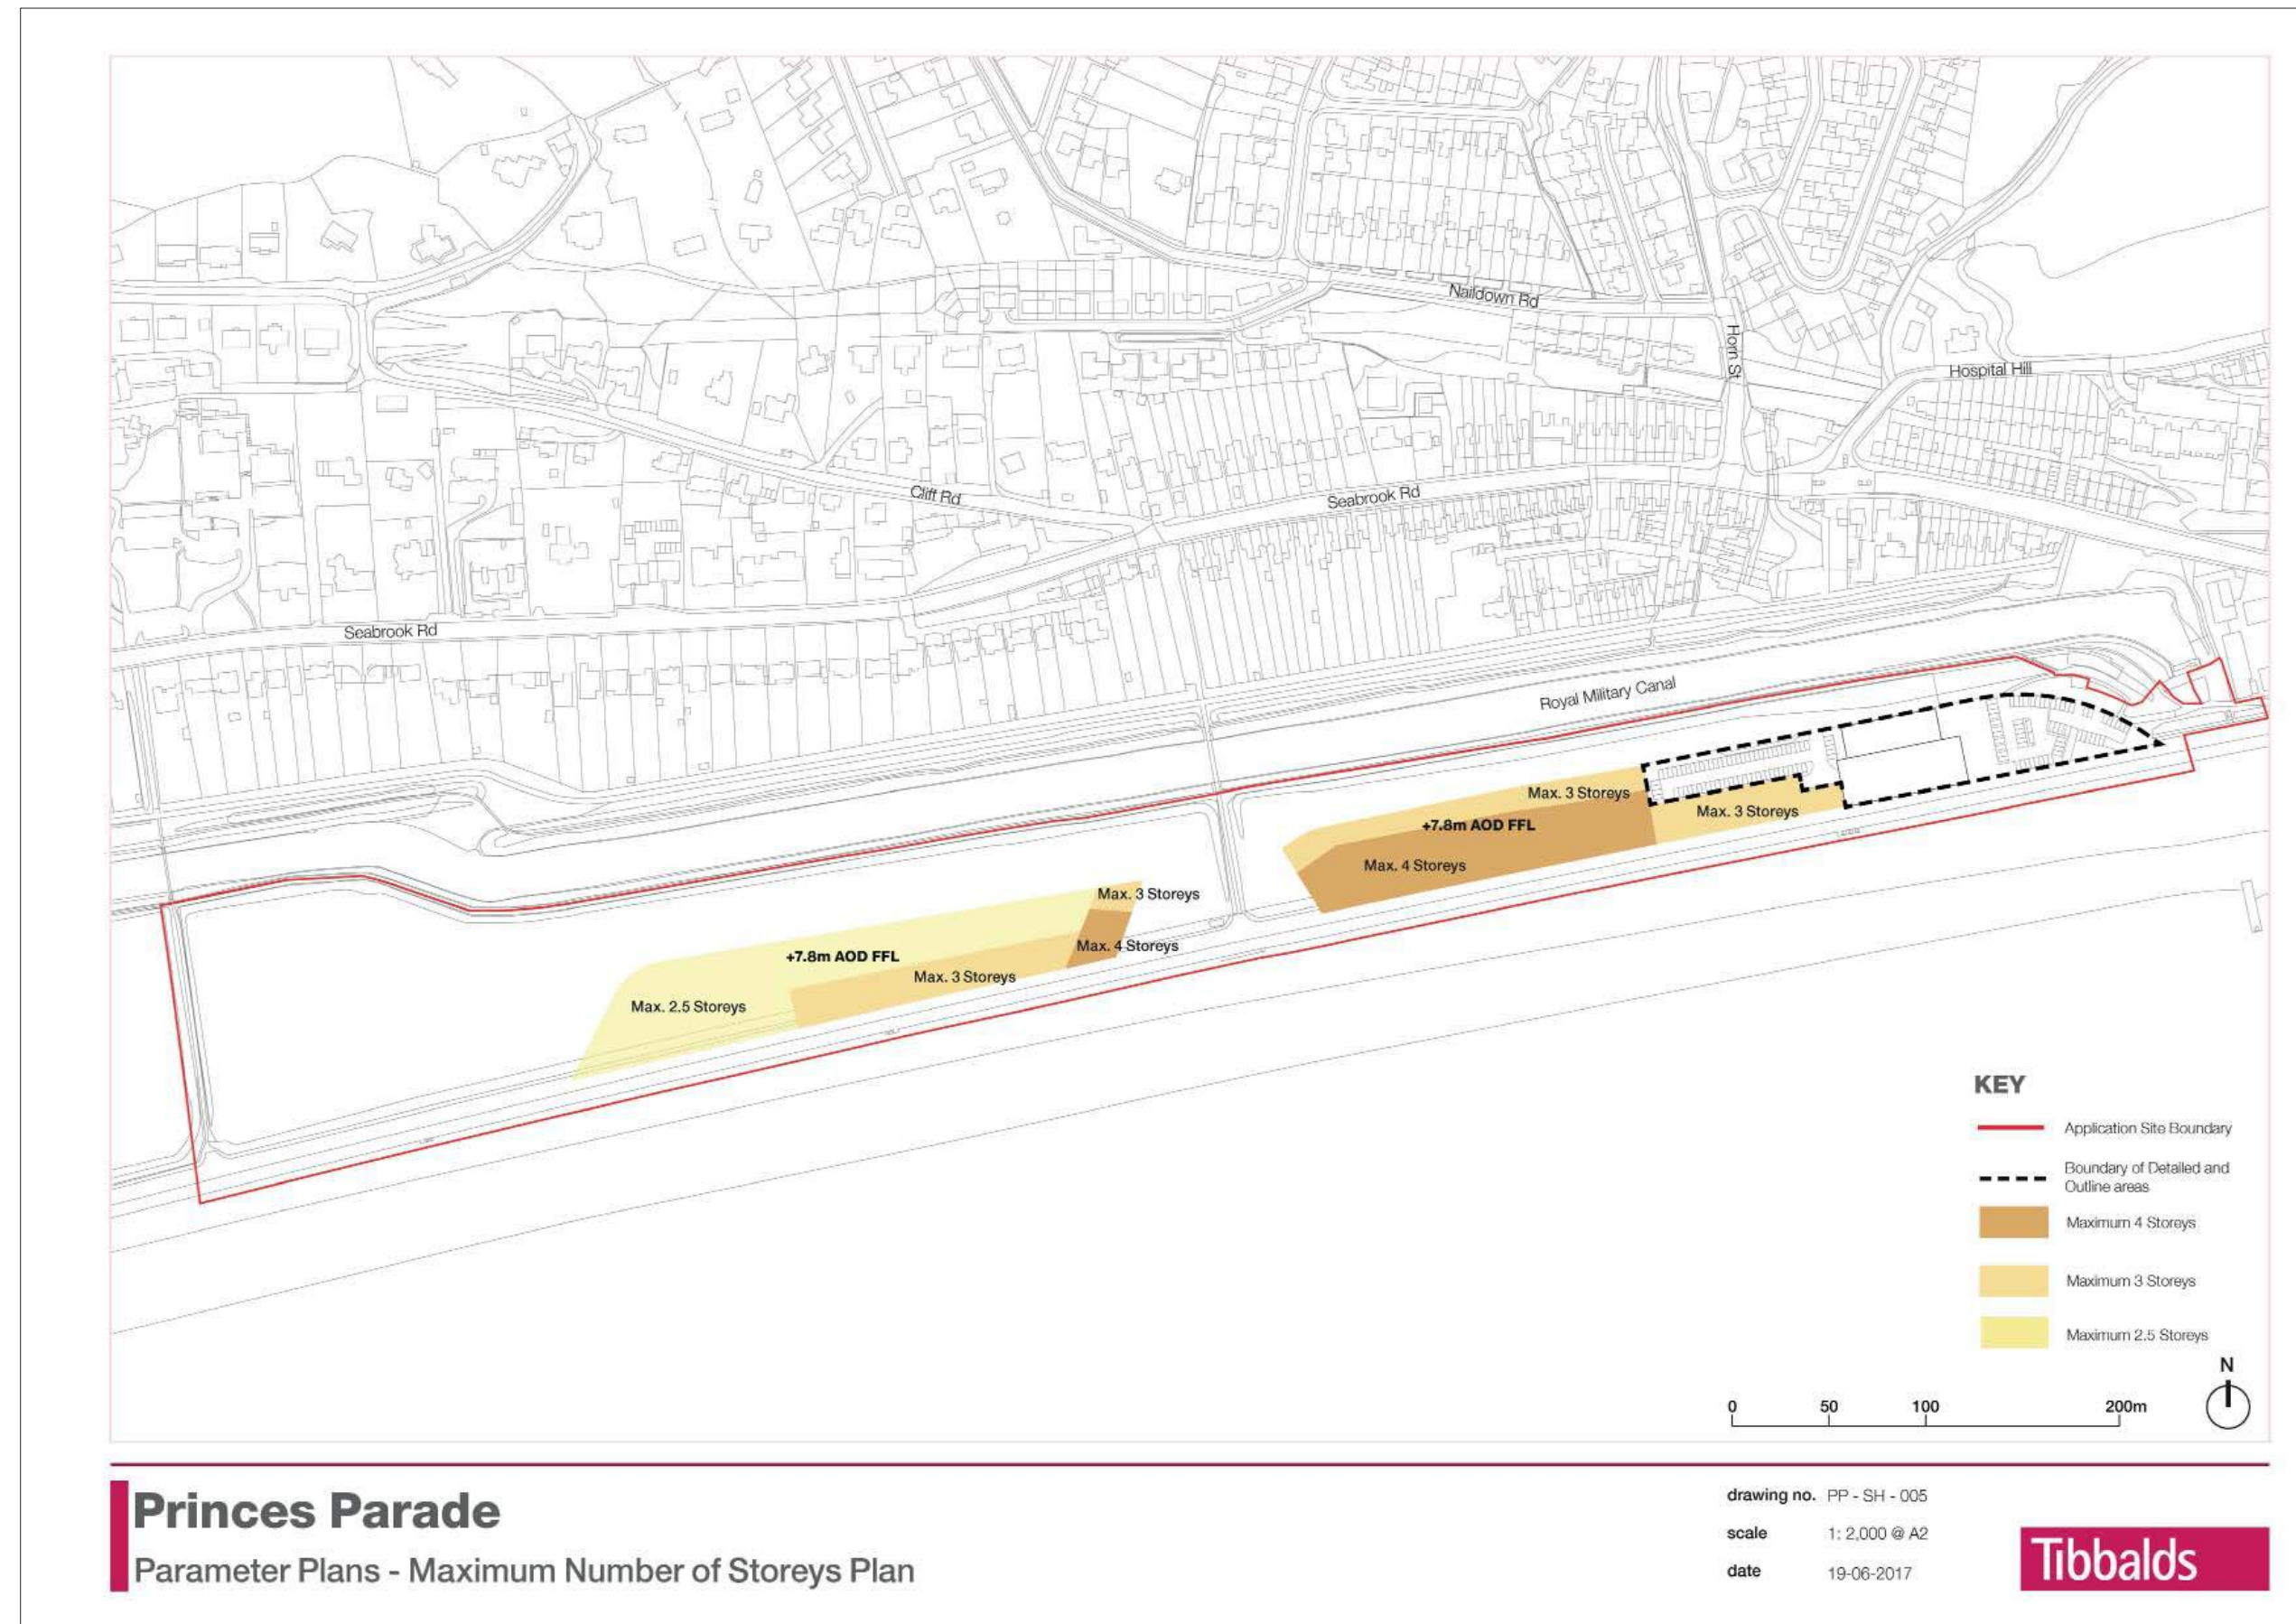 Naildown Rd
Horn St
Hospital Hill
Cliff Rd
Seabrook Rd
Seabrook Rd
Royal Military Canal
Max. 3 Storeys
+7.8m AOD FFL
Max. 3 Storeys
Max. 4 Storeys
Max. 3 Storeys
Max. 4 Storeys
+7.8m AOD FFL
Max. 3 Storeys
Max. 2.5 Storeys
KEY
Application Site Boundary
Boundary of Detailed and
Outline areas
Maximum 4 Storeys
Maximum 3 Storeys
Maximum 2.5 Storeys
N
0 50 100 200m
Princes Parade
Parameter Plans - Maximum Number of Storeys Plan
drawing no. PP - SH - 005
scale 1: 2,000 @ A2
date 19-06-2017
Tibbalds